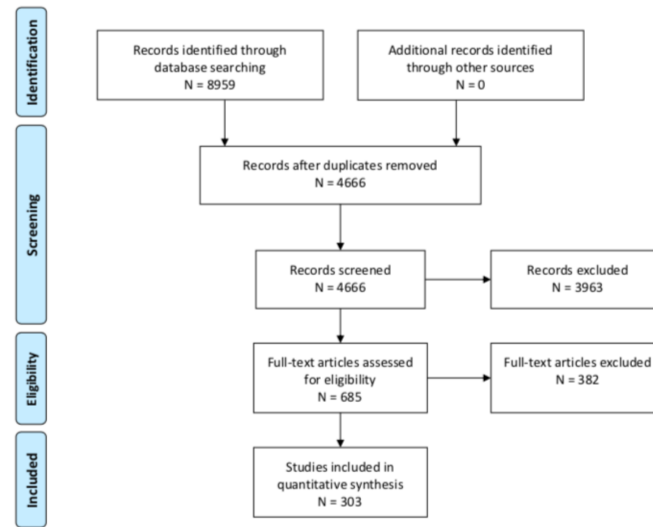 Identification
Records identified through
database searching
N = 8959
Additional records identified
through other sources
N = 0
Screening
Records after duplicates removed
N = 4666
Records screened
N = 4666
Records excluded
N = 3963
Eligibility
Full-text articles assessed
for eligibility
N = 685
Full-text articles excluded
N = 382
Included
Studies included in
quantitative synthesis
N = 303